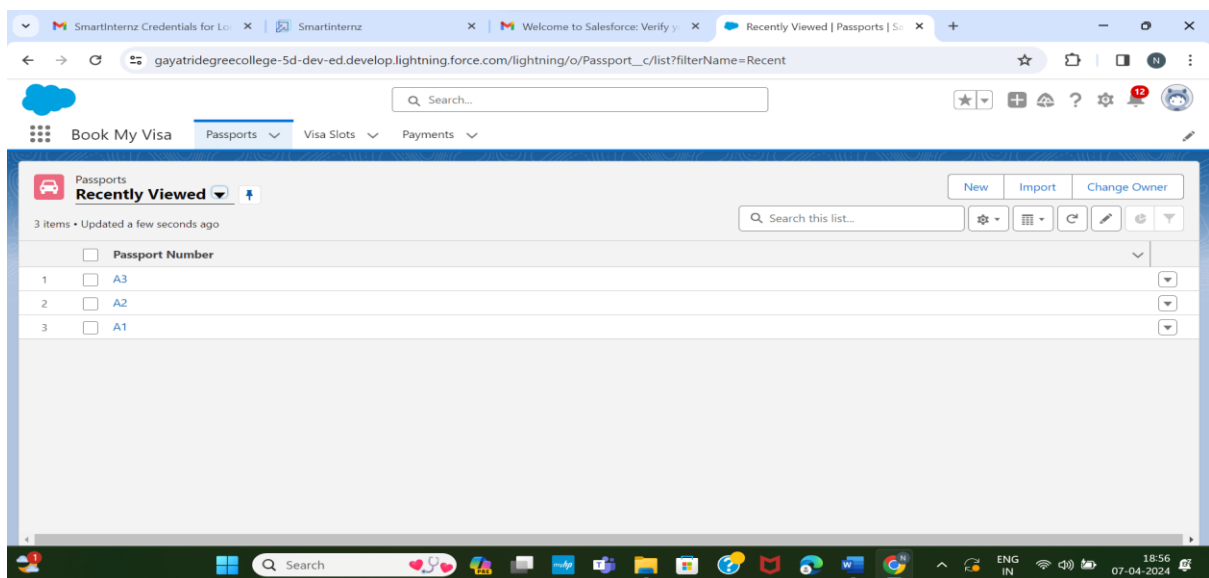 SmartInternz Credentials for Lo
Smartinternz
Welcome to Salesforce: Verify y
Recently Viewed | Passports | Sa
gayatridegreecollege-5d-dev-ed.develop.lightning.force.com/lightning/o/Passport__c/list?filterName=Recent
N
Search...
12
Book My Visa
Passports
Visa Slots
Payments
Passports
Recently Viewed
New
Import
Change Owner
3 items • Updated a few seconds ago
Search this list...
Passport Number
1 A3
2 A2
3 A1
1
Search
PRE
W
N
ENG
IN
18:56
07-04-2024